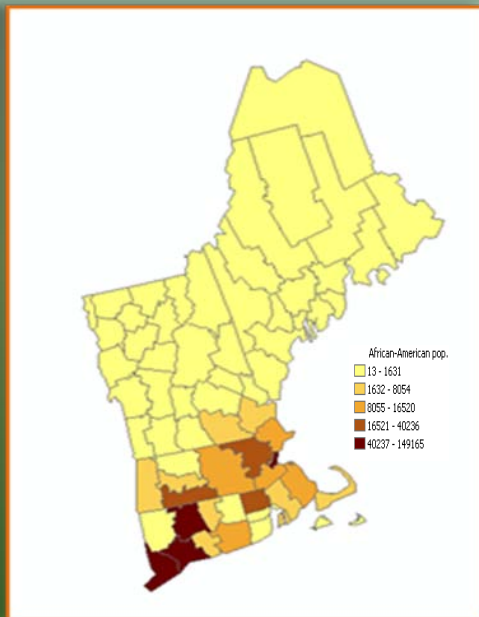 African-American pop.
13 - 1631
1632 - 8054
8055 - 16520
16521 - 40236
40237 - 149165